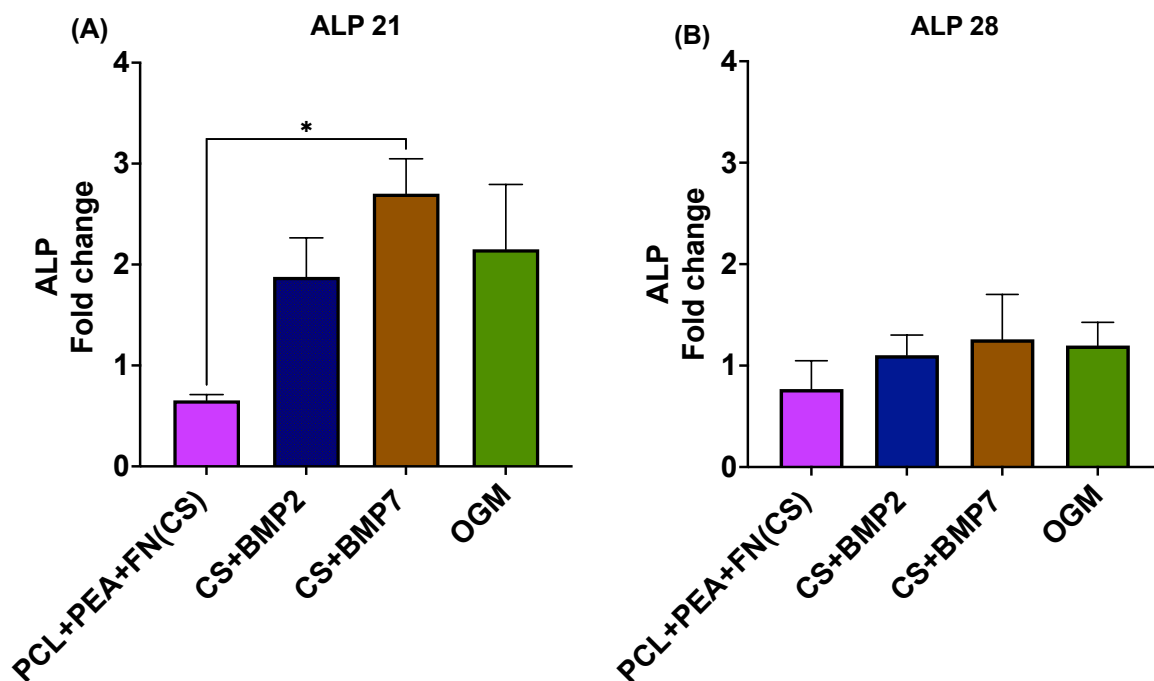 (A)
ALP 21
ALP
Fold change
4
3
2
1
0
*
PCL+PEA+FN(CS)
CS+BMP2
CS+BMP7
OGM
(B)
ALP 28
ALP
Fold change
4
3
2
1
0
PCL+PEA+FN(CS)
CS+BMP2
CS+BMP7
OGM